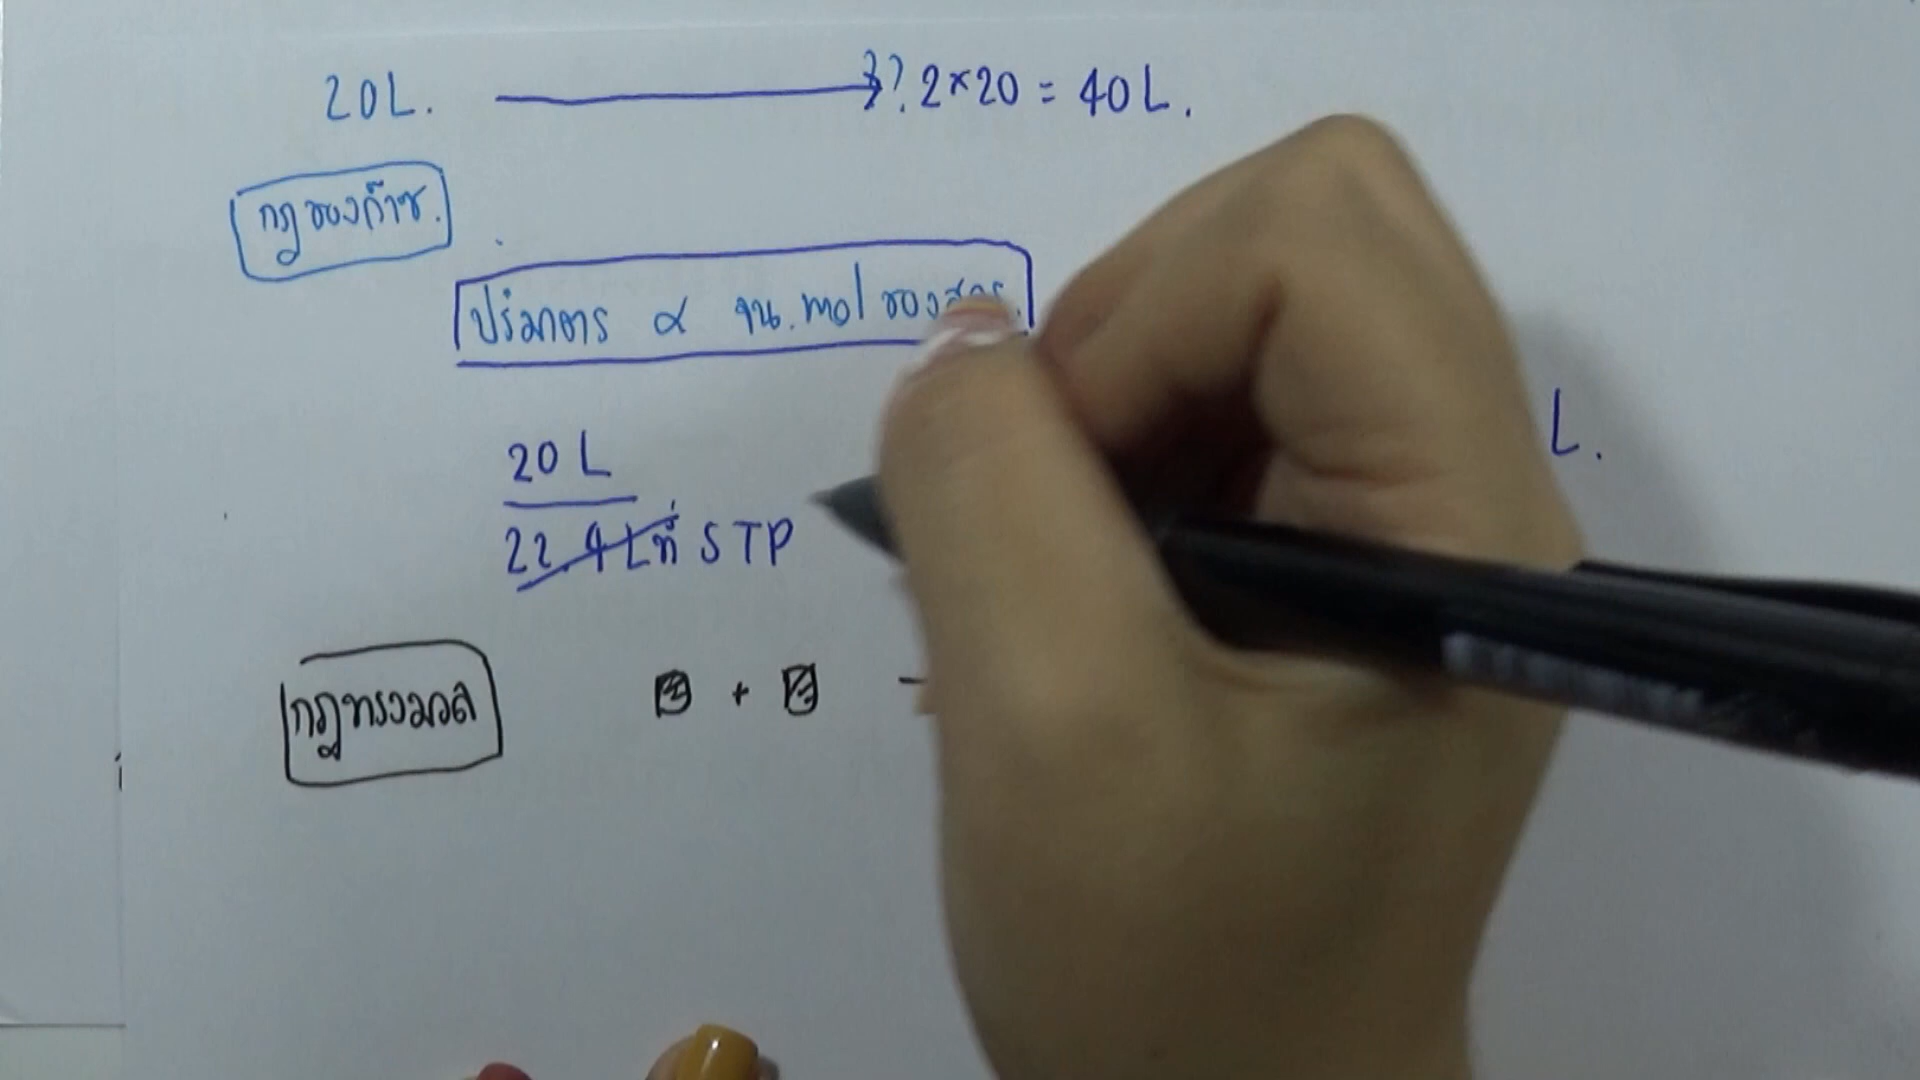 20L. ⟶ ??. 2×20 = 40L.
กฎของก๊าซ.
ปริมาตร ∝ จน. mol ของสาร.
20 L
L.
22.4 L ที่ STP
กฎทรงมวล + -